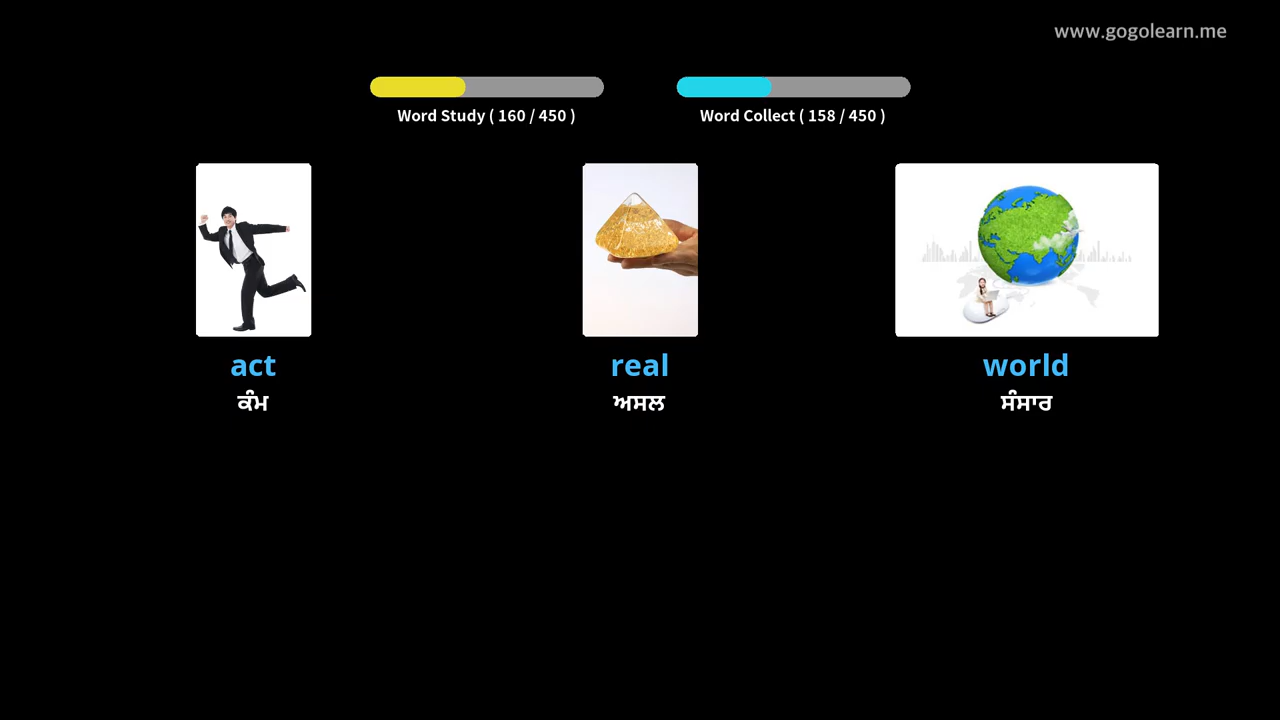 www.gogolearn.me
Word Study ( 160 / 450 )
Word Collect ( 158 / 450 )
act
ਕੰਮ
real
ਅਸਲ
world
ਸੰਸਾਰ